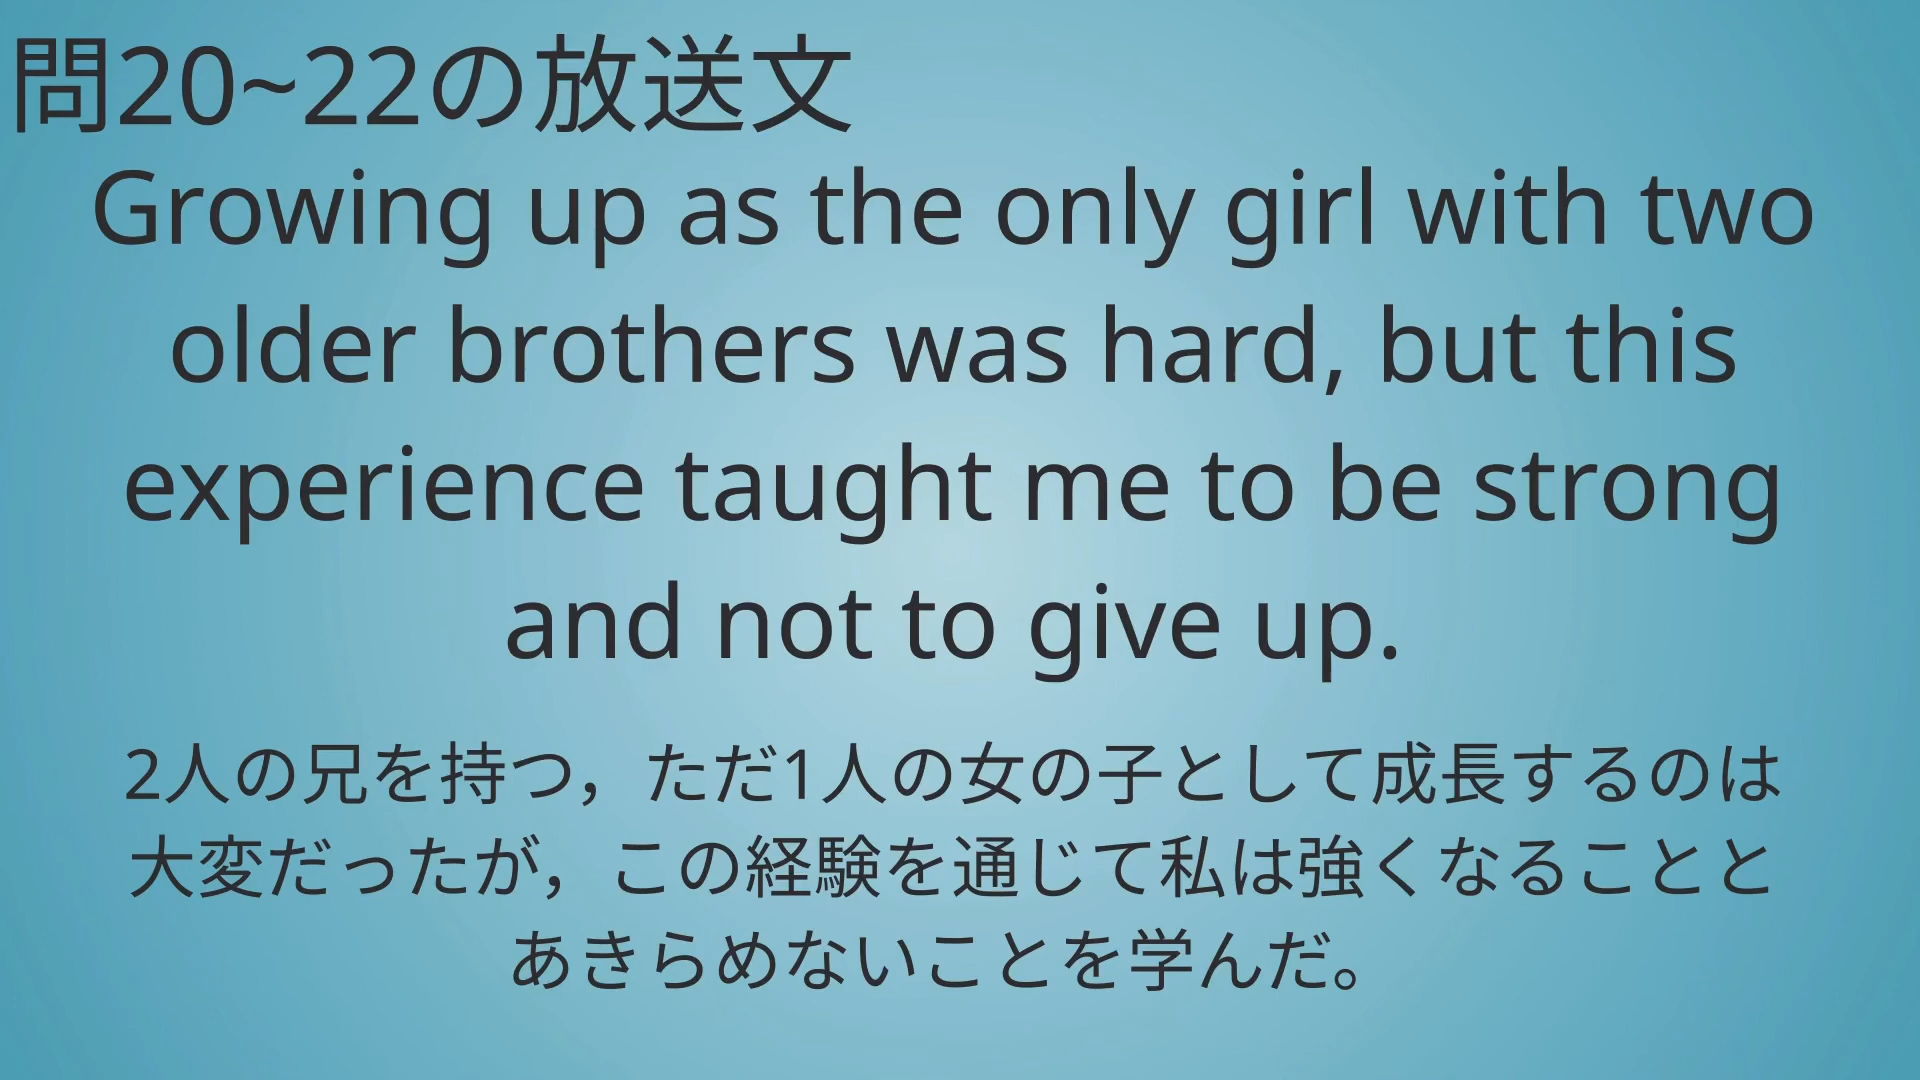 問20~22の放送文
Growing up as the only girl with two
older brothers was hard, but this
experience taught me to be strong
and not to give up.
2人の兄を持つ，ただ1人の女の子として成長するのは
大変だったが，この経験を通じて私は強くなることと
あきらめないことを学んだ。